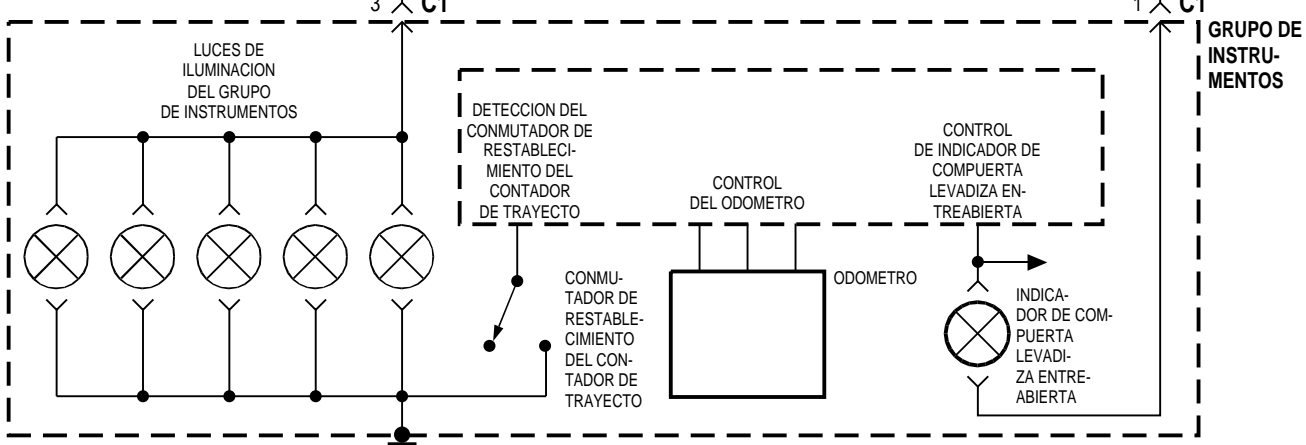 3 C1
1 C1
GRUPO DE
INSTRU-
MENTOS
LUCES DE
ILUMINACION
DEL GRUPO
DE INSTRUMENTOS
DETECCION DEL
CONMUTADOR DE
RESTABLECI-
MIENTO DEL
CONTADOR
DE TRAYECTO
CONTROL
DEL ODOMETRO
CONTROL
DE INDICADOR DE
COMPUERTA
LEVADIZA EN-
TREABIERTA
CONMU-
TADOR DE
RESTABLE-
CIMIENTO
DEL CON-
TADOR DE
TRAYECTO
ODOMETRO
INDICA-
DOR DE COM-
PUERTA
LEVADI-
ZA ENTRE-
ABIERTA